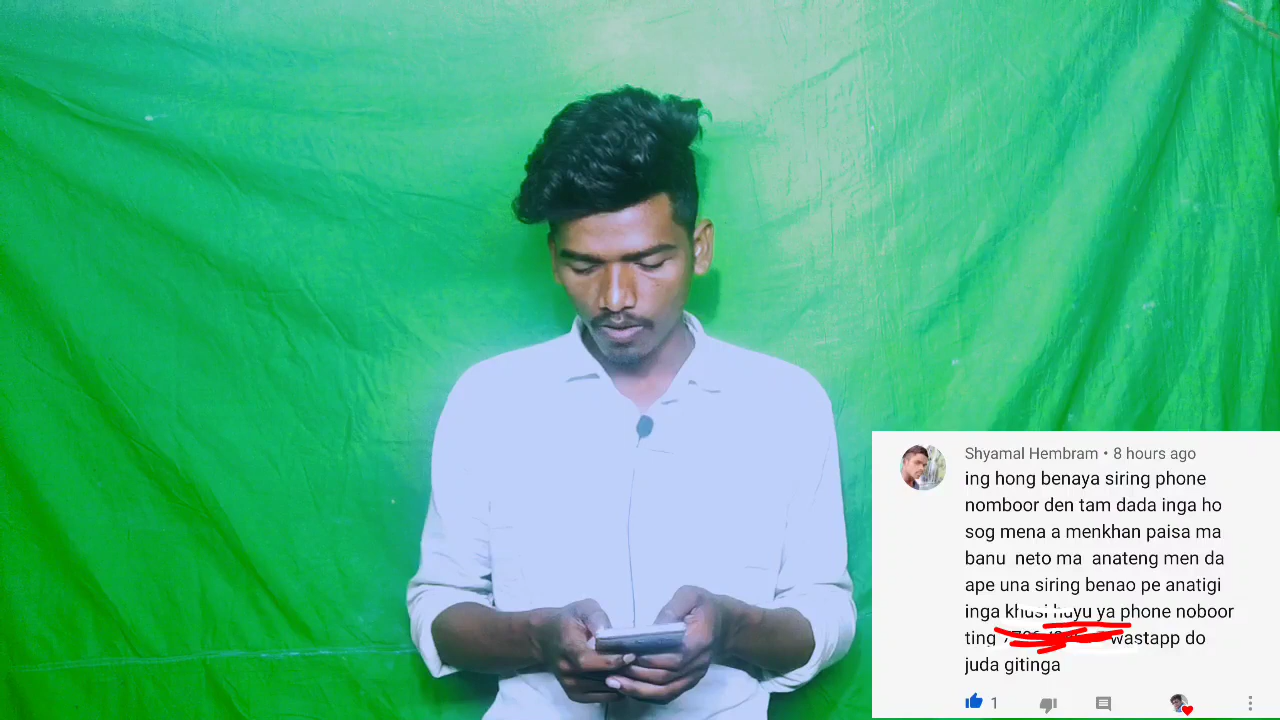 Shyamal Hembram • 8 hours ago
ing hong benaya siring phone
nomboor den tam dada inga ho
sog mena a menkhan paisa ma
banu neto ma anateng men da
ape una siring benao pe anatigi
inga khusi huyu ya phone noboor
ting wastapp do
juda gitinga
1